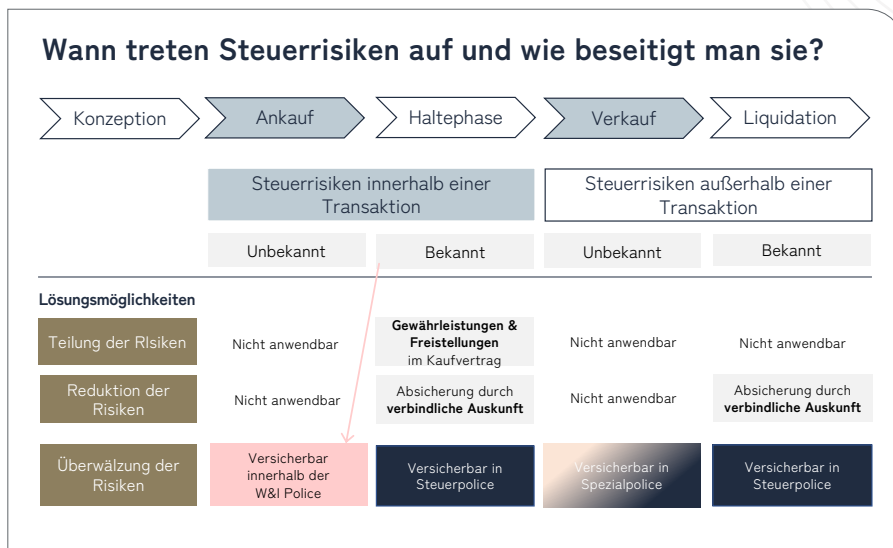 Wann treten Steuerrisiken auf und wie beseitigt man sie?
Konzeption
Ankauf
Haltephase
Verkauf
Liquidation
Steuerrisiken innerhalb einer
Transaktion
Steuerrisiken außerhalb einer
Transaktion
Unbekannt
Bekannt
Unbekannt
Bekannt
Lösungsmöglichkeiten
Teilung der RIsiken
Nicht anwendbar
Gewährleistungen &
Freistellungen
im Kaufvertrag
Nicht anwendbar
Nicht anwendbar
Reduktion der
Risiken
Nicht anwendbar
Absicherung durch
verbindliche Auskunft
Nicht anwendbar
Absicherung durch
verbindliche Auskunft
Überwälzung der
Risiken
Versicherbar
innerhalb der
W&I Police
Versicherbar in
Steuerpolice
Versicherbar in
Spezialpolice
Versicherbar in
Steuerpolice